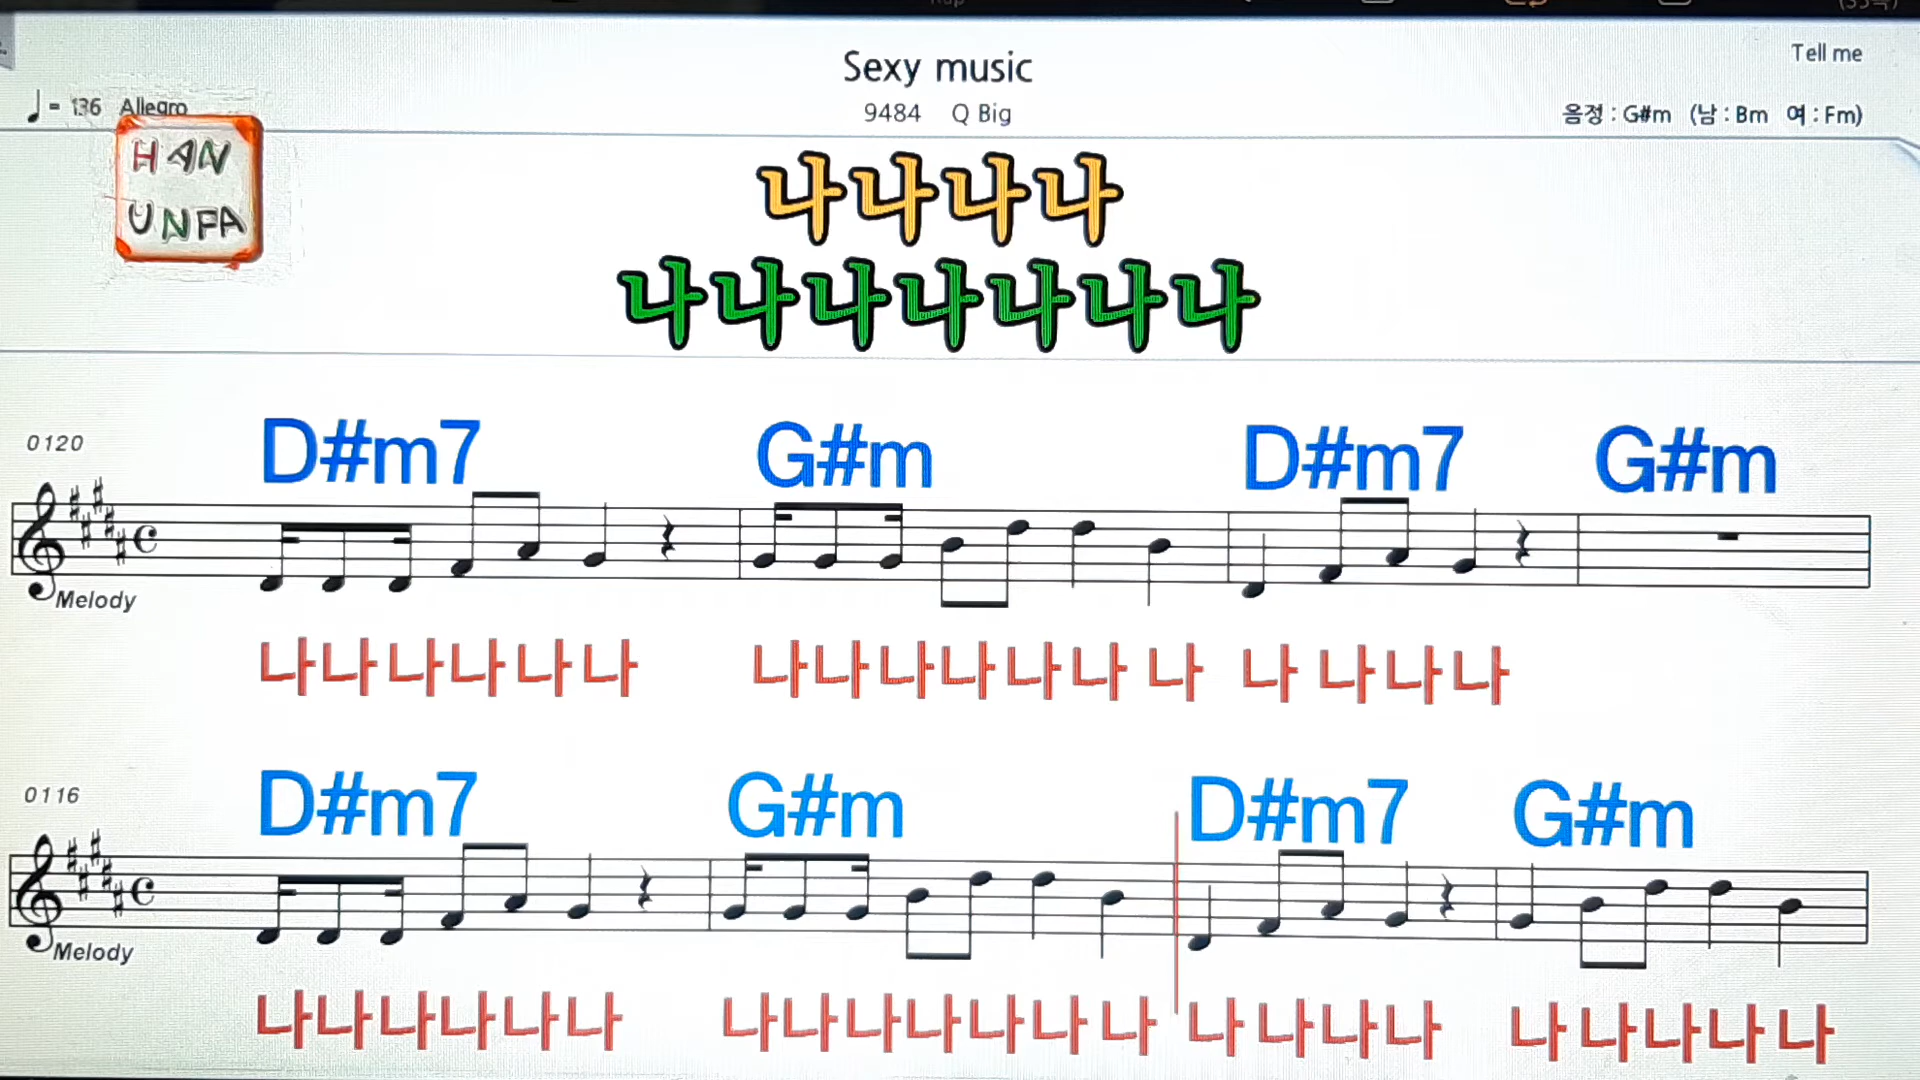 Sexy music
Tell me
♩= 136 Allegro
9484 Q Big
음정 : G#m (남 : Bm 여 : Fm)
HAN
UNFA
나나나나
나나나나나나나
0120
D#m7 G#m D#m7 G#m
Melody
나나나나나나 나나나나나나 나 나 나나나
0116
D#m7 G#m D#m7 G#m
Melody
나나나나나나 나나나나나나 나 나 나나나 나나나나나